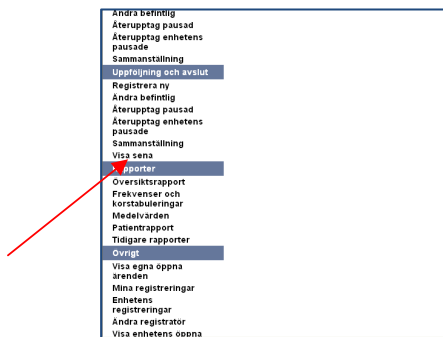 Ändra befintlig
Återupptag pausad
Återupptag enhetens
pausade
Sammanställning
Uppföljning och avslut
Registrera ny
Ändra befintlig
Återupptag pausad
Återupptag enhetens
pausade
Sammanställning
Visa sena
Rapporter
Översiktsrapport
Frekvenser och
korstabuleringar
Medelvärden
Patientrapport
Tidigare rapporter
Övrigt
Visa egna öppna
ärenden
Mina registreringar
Enhetens
registreringar
Ändra registratör
Visa enhetens öppna